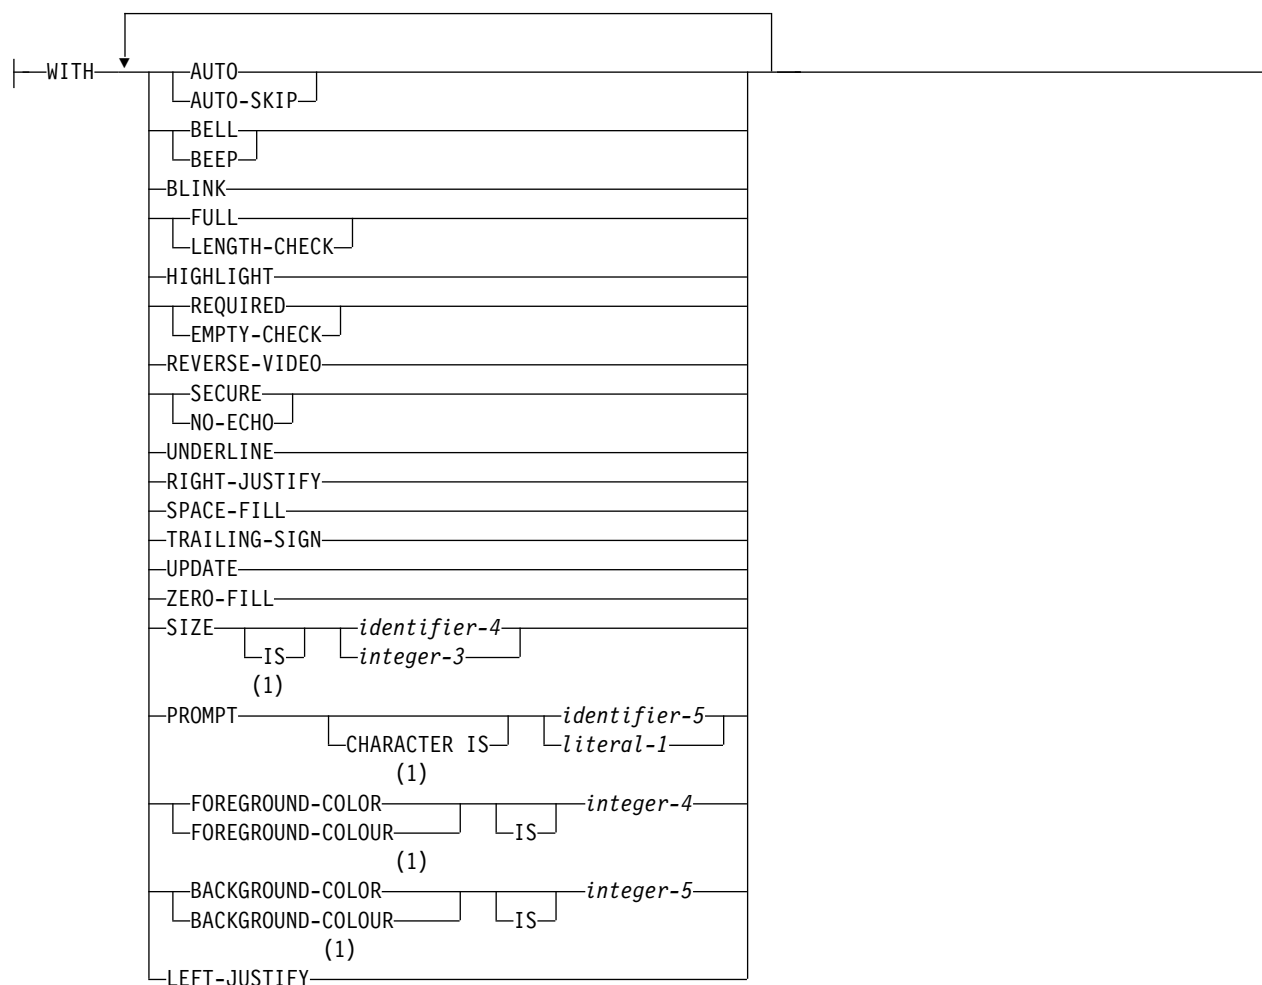 WITH AUTO
AUTO-SKIP
BELL
BEEP
BLINK
FULL
LENGTH-CHECK
HIGHLIGHT
REQUIRED
EMPTY-CHECK
REVERSE-VIDEO
SECURE
NO-ECHO
UNDERLINE
RIGHT-JUSTIFY
SPACE-FILL
TRAILING-SIGN
UPDATE
ZERO-FILL
SIZE identifier-4
IS integer-3
(1)
PROMPT identifier-5
CHARACTER IS literal-1
(1)
FOREGROUND-COLOR integer-4
FOREGROUND-COLOUR IS
(1)
BACKGROUND-COLOR integer-5
BACKGROUND-COLOUR IS
(1)
LEFT-JUSTIFY